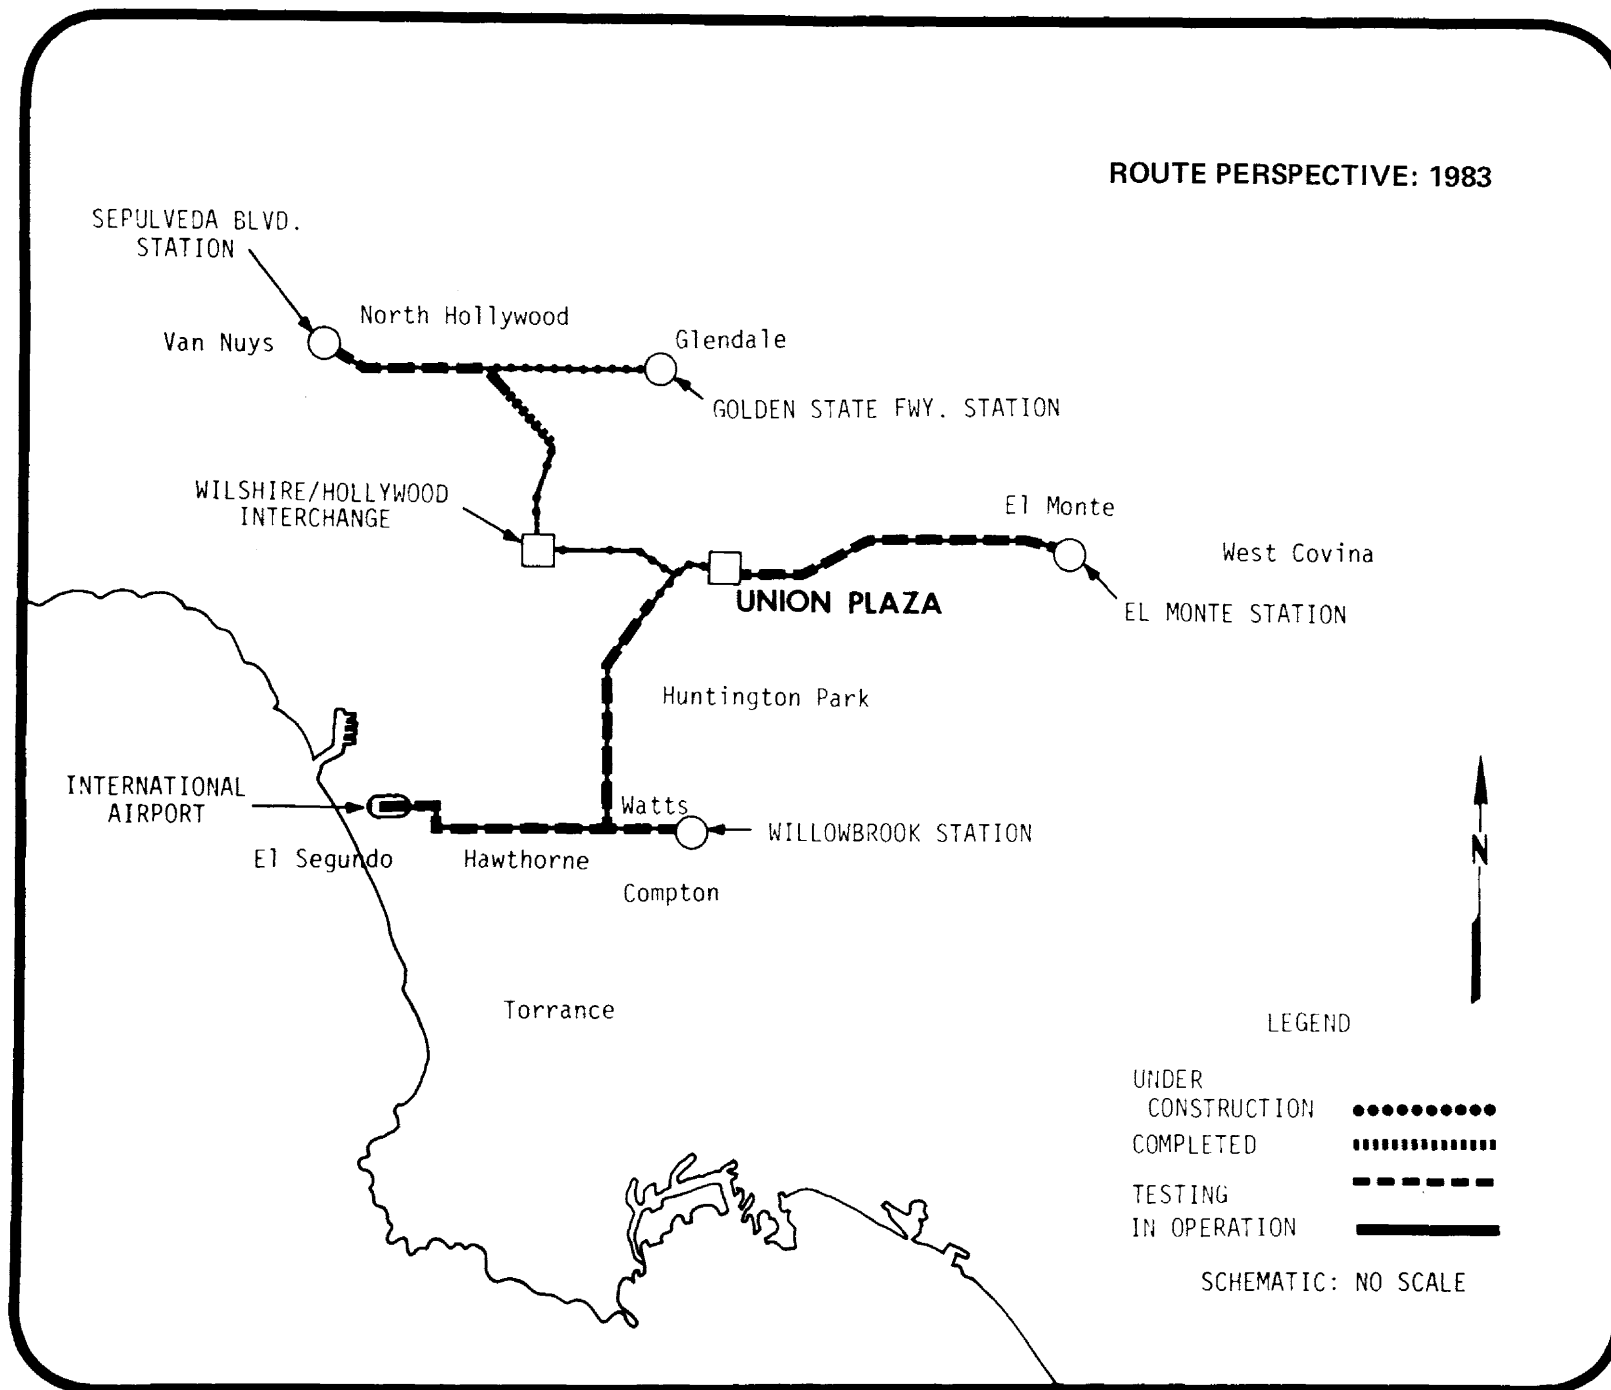 ROUTE PERSPECTIVE: 1983
SEPULVEDA BLVD.
STATION
North Hollywood
Van Nuys
Glendale
GOLDEN STATE FWY. STATION
WILSHIRE/HOLLYWOOD
INTERCHANGE
El Monte
West Covina
UNION PLAZA
EL MONTE STATION
Huntington Park
INTERNATIONAL
AIRPORT
Watts
WILLOWBROOK STATION
El Segundo
Hawthorne
Compton
N
Torrance
LEGEND
UNDER
CONSTRUCTION
COMPLETED
TESTING
IN OPERATION
SCHEMATIC: NO SCALE